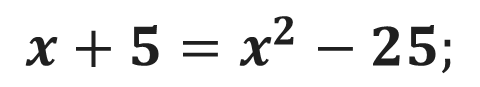 x + 5 = x² − 25;